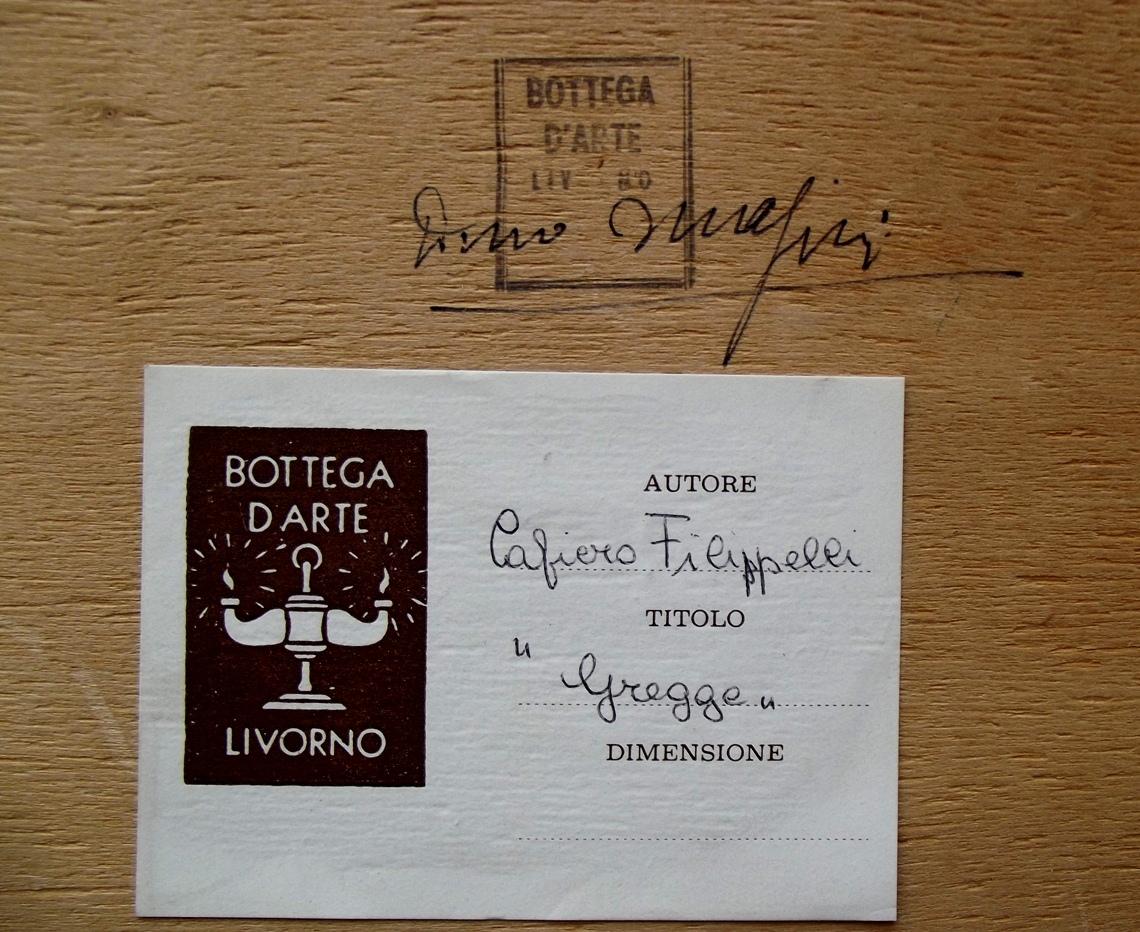 BOTTEGA
D'ARTE
BOTTEGA
D'ARTE
LIVORNO
AUTORE
Cafiero Filippelli
TITOLO
"Gregge"
DIMENSIONE